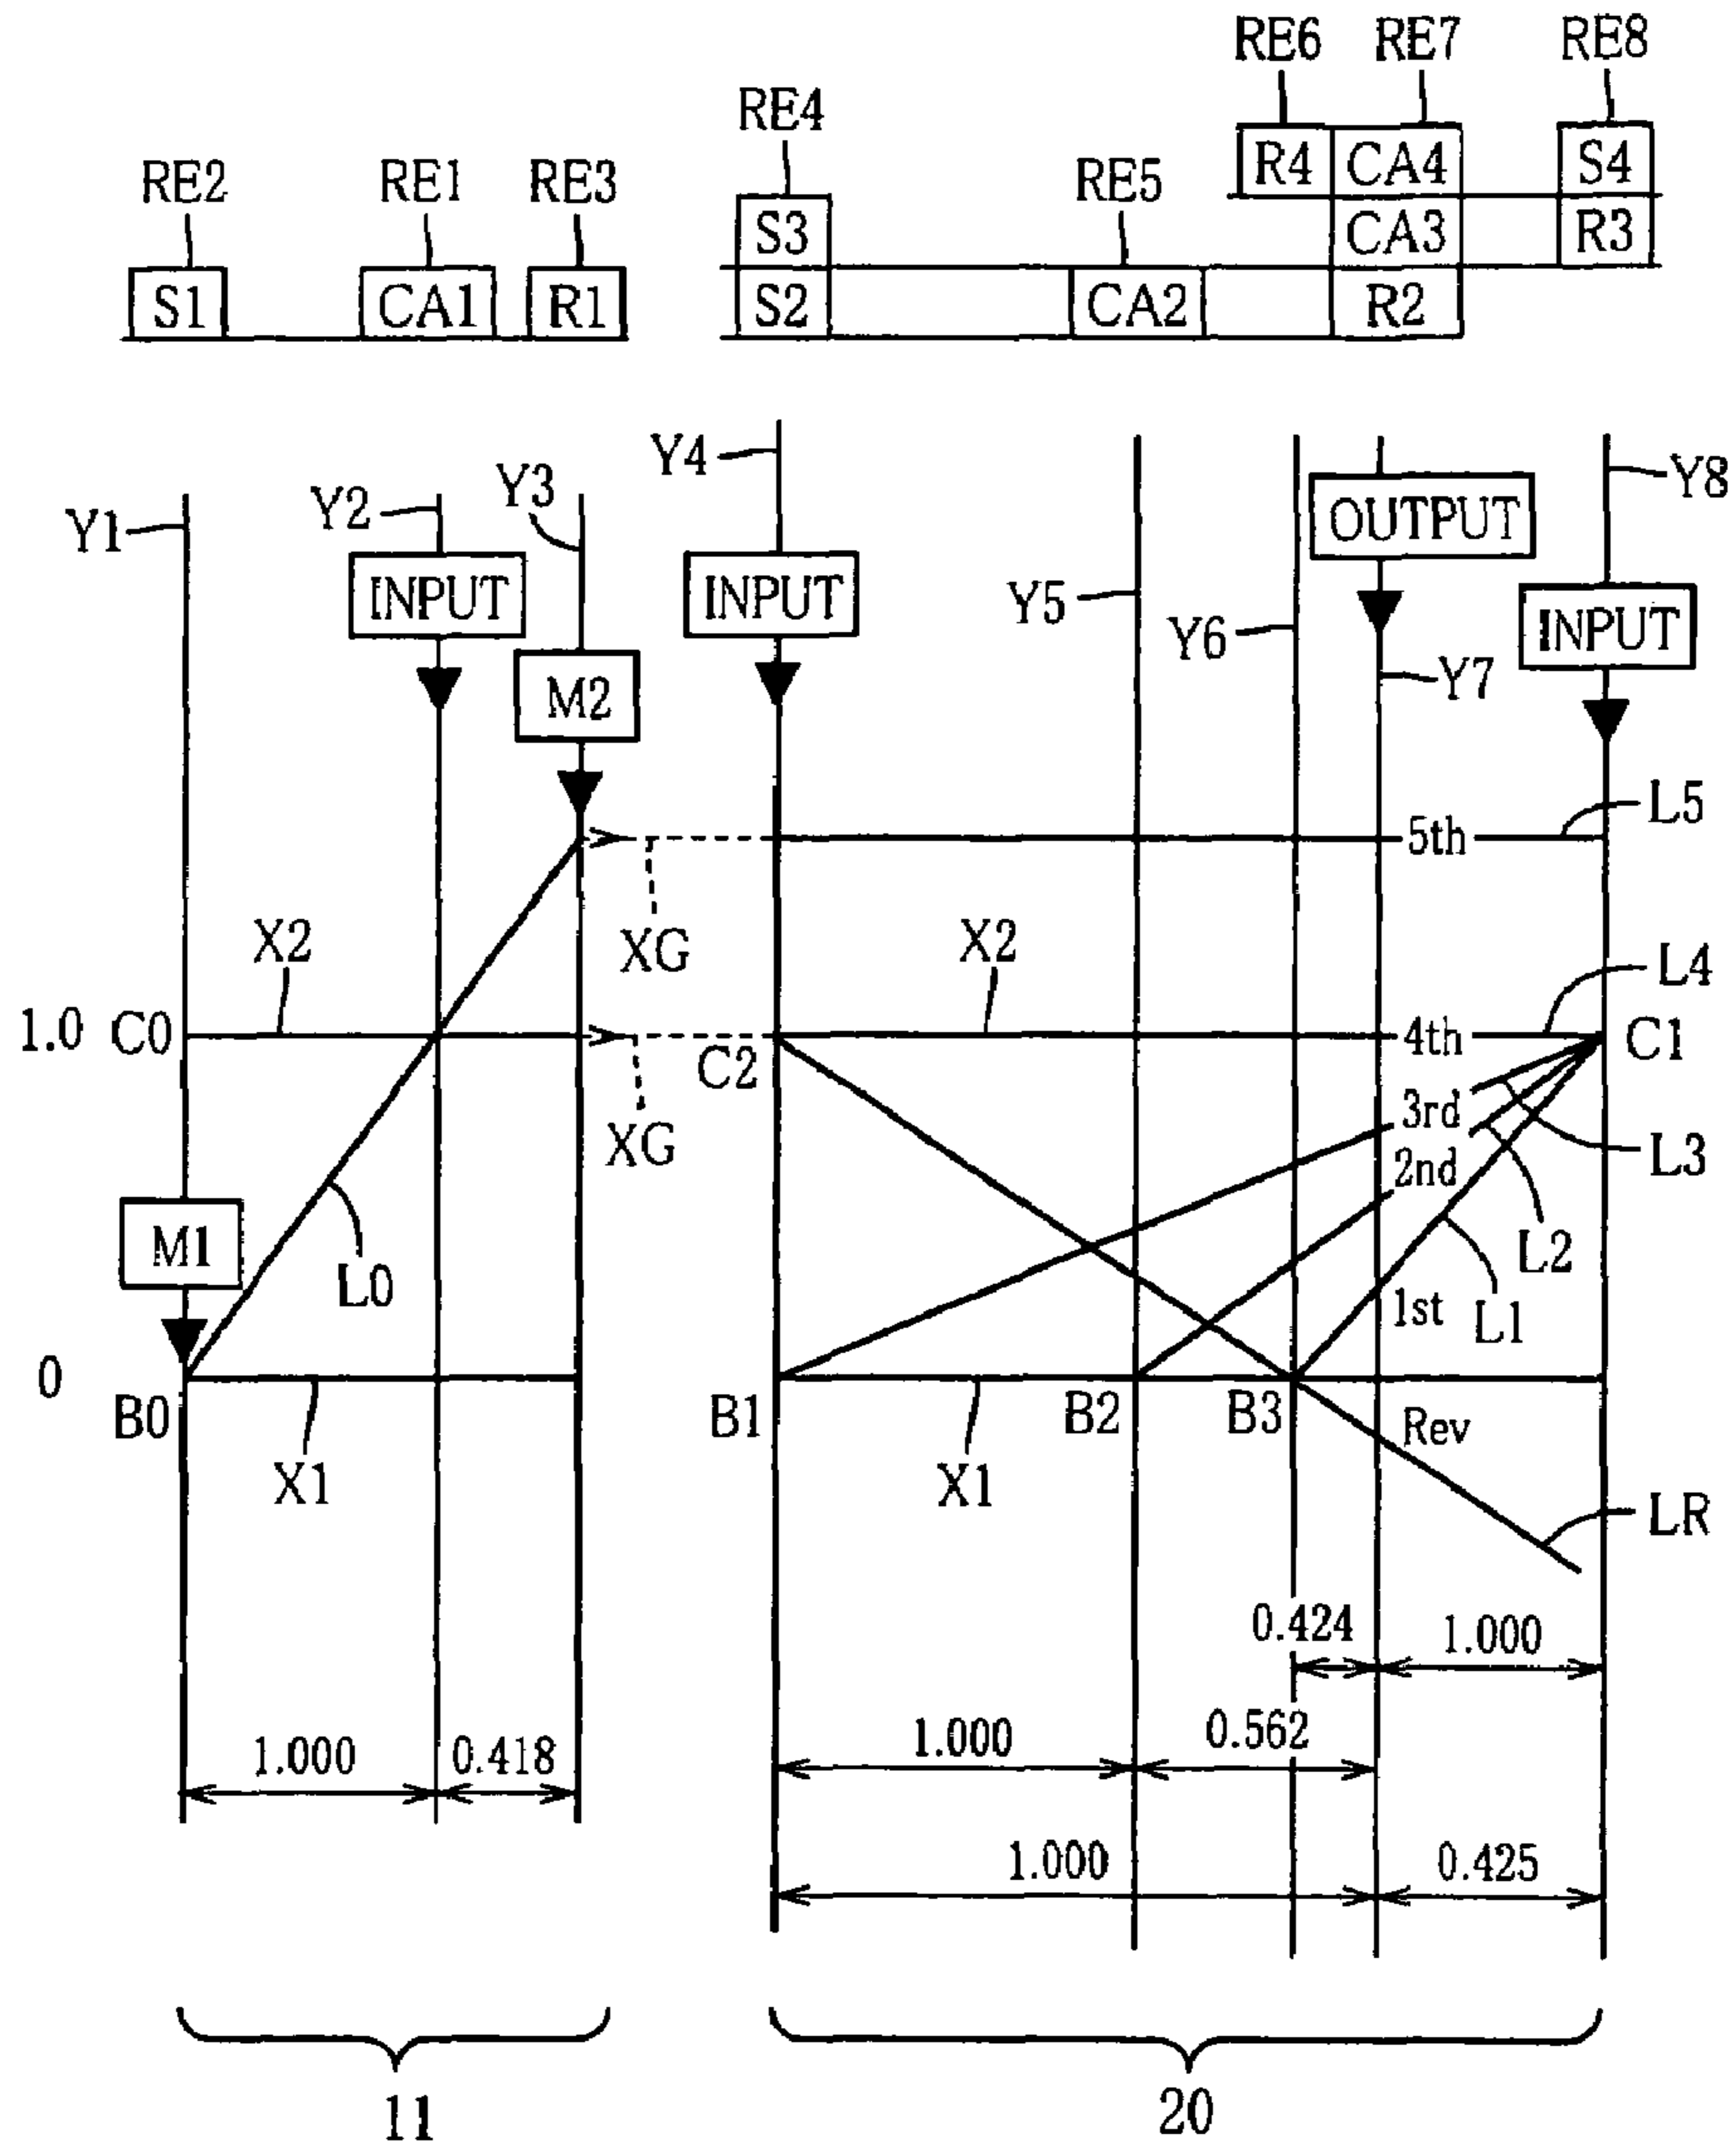 RE6 RE7 RE8
RE4
RE2 RE1 RE3 RE5
R4 CA4 S4
S3 CA3 R3
S1 CA1 R1 S2 CA2 R2
Y4 Y8
Y1 Y2 Y3 OUTPUT
INPUT INPUT Y5 Y6 INPUT
M2 Y7
L5
5th
X2 XG X2 L4
1.0 C0 C2 4th C1
XG 3rd L3
2nd
M1 L0 L2
1st L1
0
B0 B1 B2 B3 Rev
X1 X1 LR
0.424 1.000
1.000 0.418 1.000 0.562
1.000 0.425
11 20